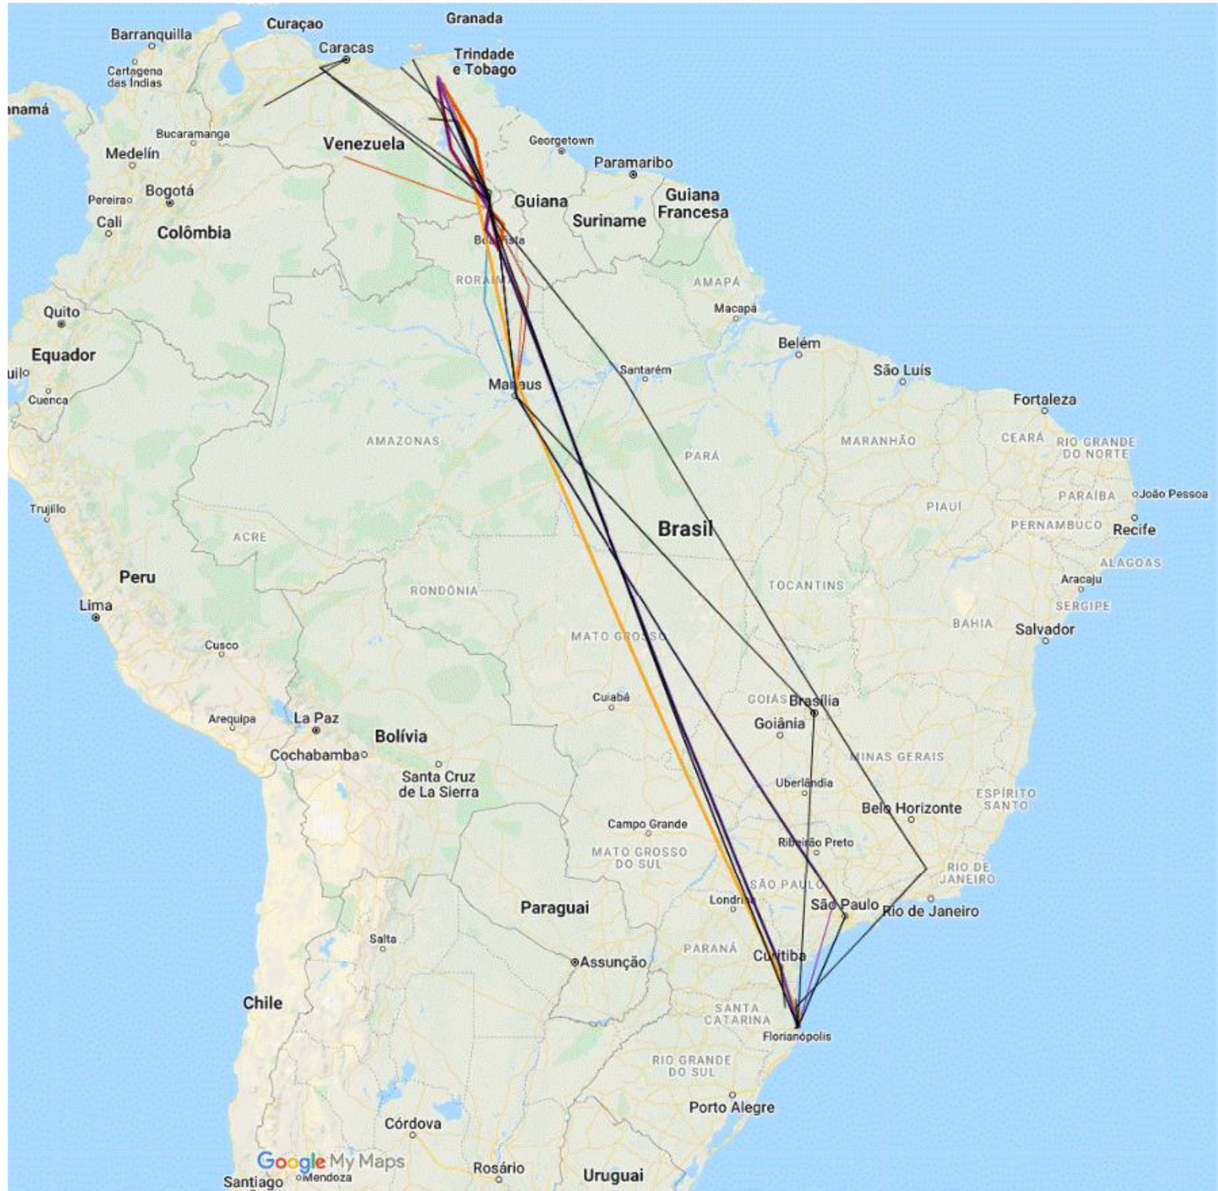 Curaçao
Granada
Barranquilla
Caracas
Trindade
e Tobago
Cartagena
das Índias
anamá
Bucaramanga
Venezuela
Georgetown
Medelín
Paramaribo
Bogotá
Pereira
Guiana
Guiana
Francesa
Cali
Suriname
Colômbia
Boa Vista
RORAIMA
AMAPÁ
Quito
Macapá
Equador
Belém
uil
Santarém
São Luís
Manaus
Cuenca
Fortaleza
AMAZONAS
MARANHÃO
CEARÁ
RIO GRANDE
DO NORTE
PARÁ
Trujillo
PARAÍBA
João Pessoa
PIAUÍ
ACRE
Brasil
PERNAMBUCO
Recife
ALAGOAS
Peru
RONDÔNIA
TOCANTINS
Aracaju
Lima
SERGIPE
BAHIA
MATO GROSSO
Salvador
Cusco
Cuiabá
GOIÁS
Brasília
Arequipa
La Paz
Goiânia
Bolívia
Cochabamba
MINAS GERAIS
Santa Cruz
de La Sierra
Uberlândia
ESPÍRITO
SANTO
Belo Horizonte
Campo Grande
Ribeirão Preto
MATO GROSSO
DO SUL
RIO DE
JANEIRO
SÃO PAULO
Londrina
São Paulo
Rio de Janeiro
Paraguai
Salta
PARANÁ
Curitiba
Assunção
Chile
SANTA
CATARINA
Florianópolis
RIO GRANDE
DO SUL
Porto Alegre
Córdova
Google My Maps
Rosário
Mendoza
Uruguai
Santiago